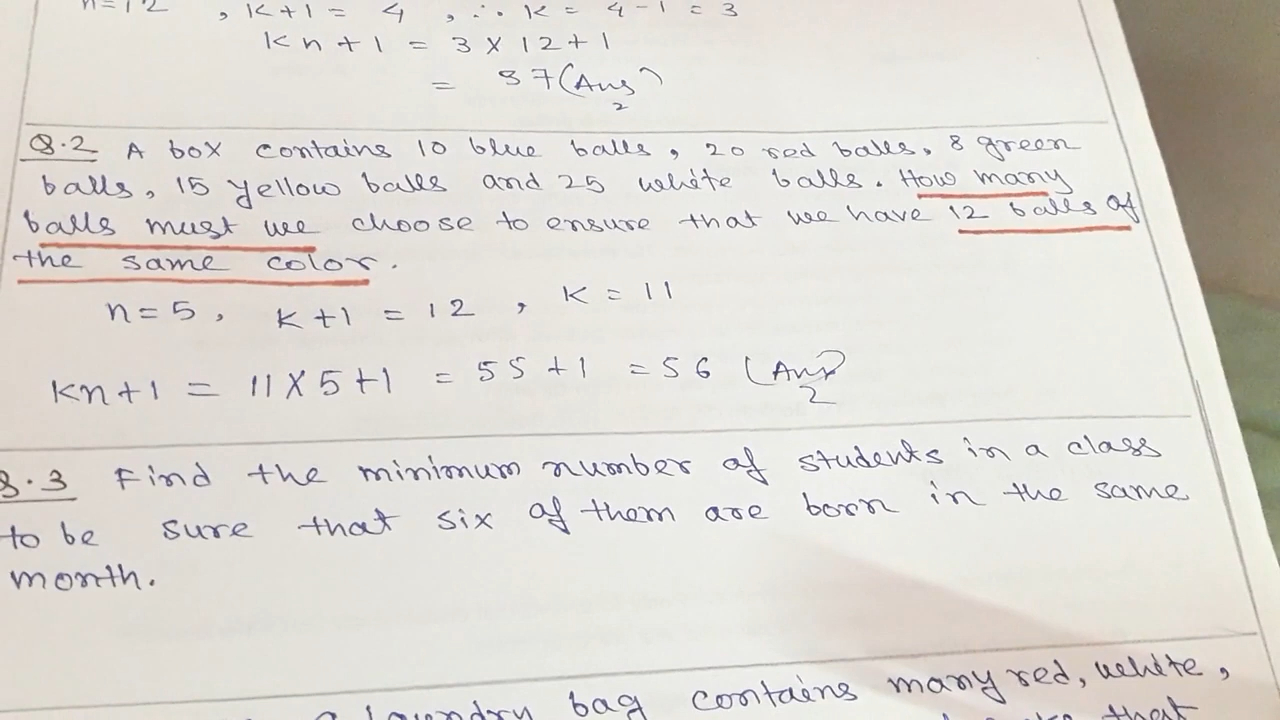 n=12 , K+1 = 4 , ∴ K = 4-1 = 3
Kn+1 = 3×12+1
= 37 (Ans)
Q.2 A box contains 10 blue balls, 20 red balls, 8 green
balls, 15 yellow balls and 25 white balls. How many
balls must we choose to ensure that we have 12 balls of
the same color.
n=5, K+1 = 12 , K = 11
Kn+1 = 11×5+1 = 55+1 = 56 (Ans)
Q.3 Find the minimum number of students in a class
to be sure that six of them are born in the same
month.
laundry bag contains many red, white,
that